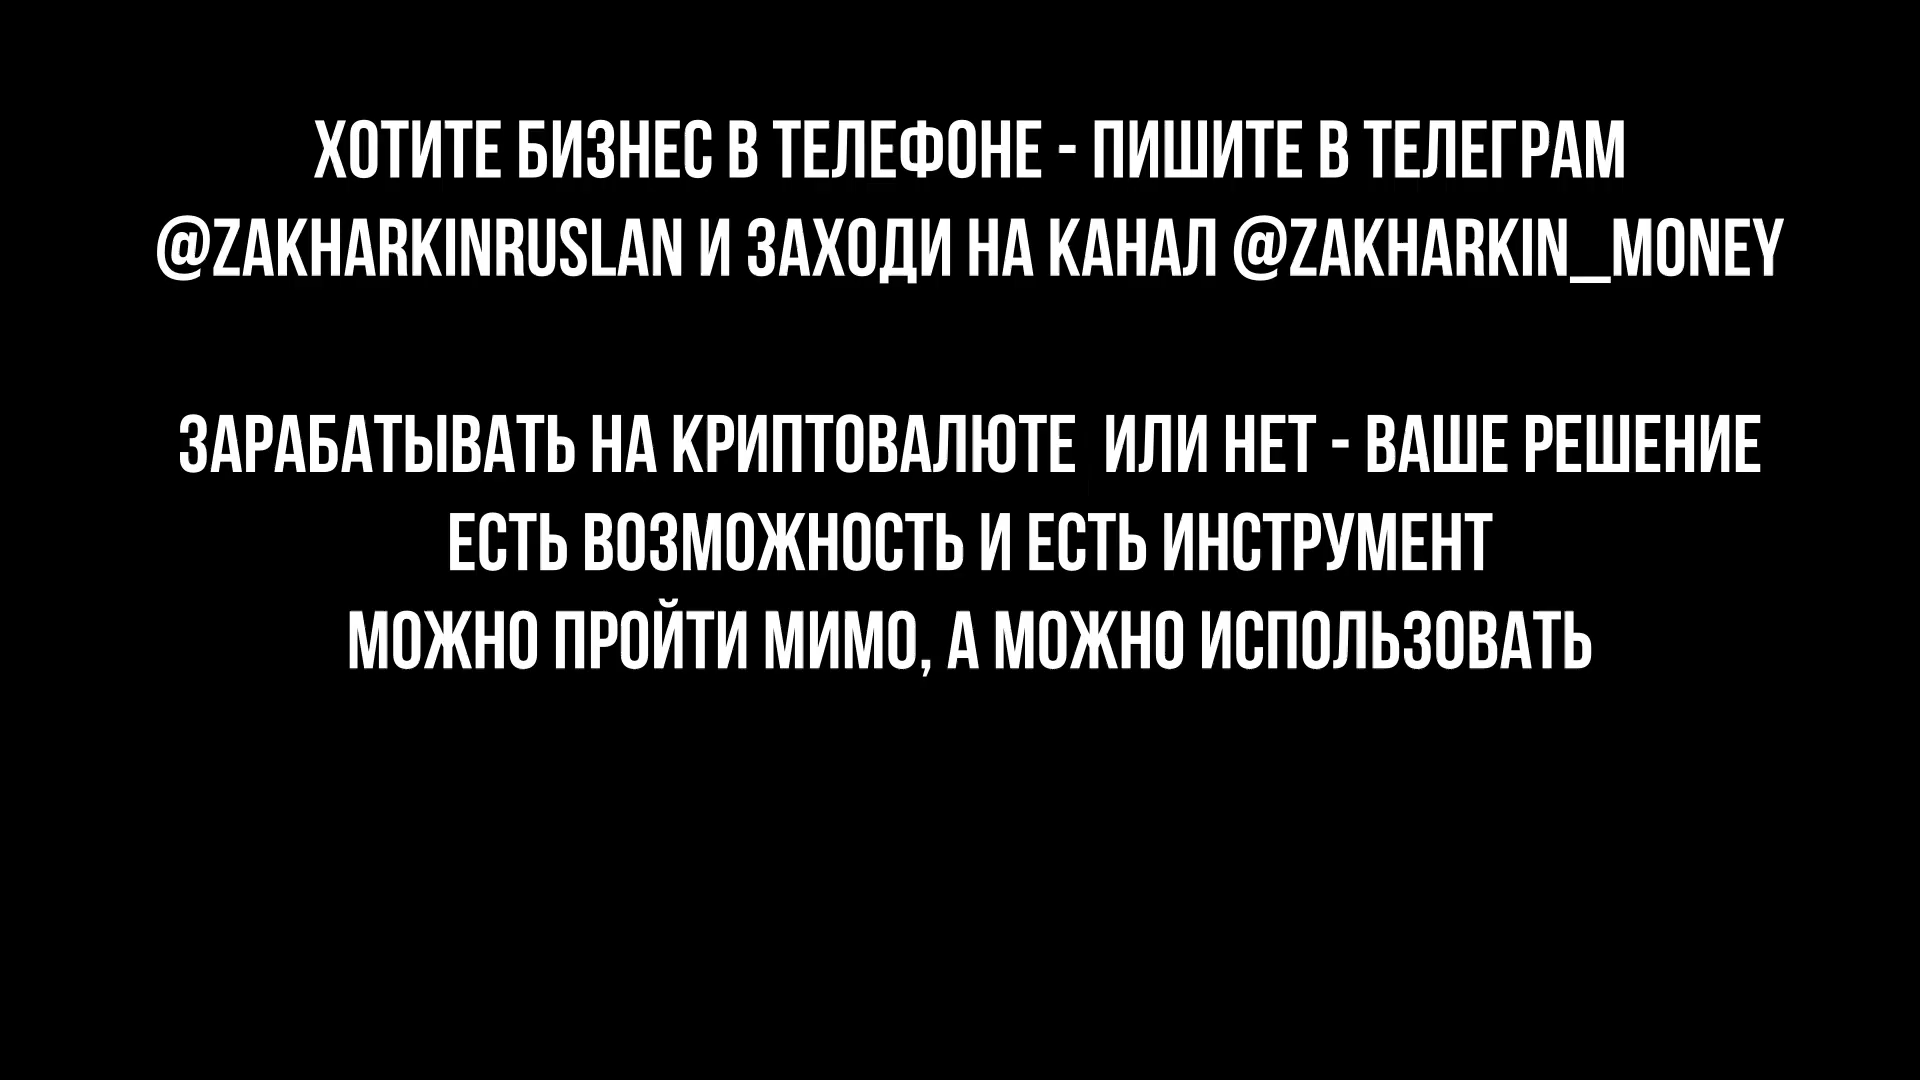 ХОТИТЕ БИЗНЕС В ТЕЛЕФОНЕ - ПИШИТЕ В ТЕЛЕГРАМ
@ZAKHARKINRUSLAN И ЗАХОДИ НА КАНАЛ @ZAKHARKIN_MONEY
ЗАРАБАТЫВАТЬ НА КРИПТОВАЛЮТЕ  ИЛИ НЕТ - ВАШЕ РЕШЕНИЕ
ЕСТЬ ВОЗМОЖНОСТЬ И ЕСТЬ ИНСТРУМЕНТ
МОЖНО ПРОЙТИ МИМО, А МОЖНО ИСПОЛЬЗОВАТЬ